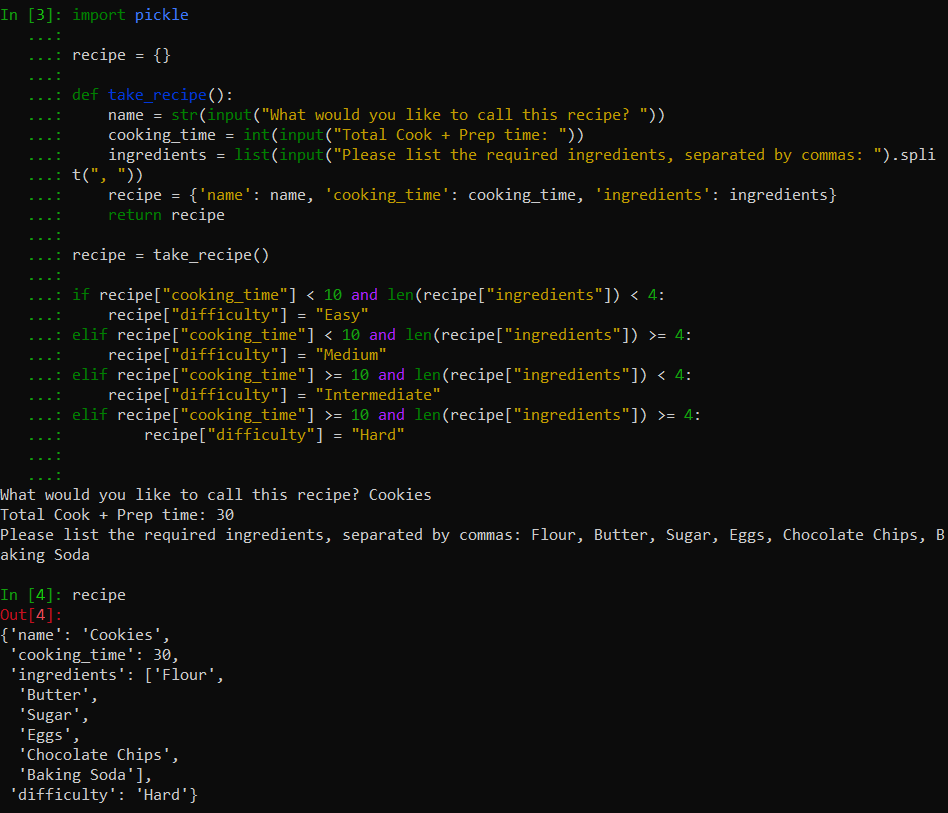 In [3]: import pickle
   ...:
   ...: recipe = {}
   ...:
   ...: def take_recipe():
   ...:     name = str(input("What would you like to call this recipe? "))
   ...:     cooking_time = int(input("Total Cook + Prep time: "))
   ...:     ingredients = list(input("Please list the required ingredients, separated by commas: ").spli
   ...: t(", "))
   ...:     recipe = {'name': name, 'cooking_time': cooking_time, 'ingredients': ingredients}
   ...:     return recipe
   ...:
   ...: recipe = take_recipe()
   ...:
   ...: if recipe["cooking_time"] < 10 and len(recipe["ingredients"]) < 4:
   ...:     recipe["difficulty"] = "Easy"
   ...: elif recipe["cooking_time"] < 10 and len(recipe["ingredients"]) >= 4:
   ...:     recipe["difficulty"] = "Medium"
   ...: elif recipe["cooking_time"] >= 10 and len(recipe["ingredients"]) < 4:
   ...:     recipe["difficulty"] = "Intermediate"
   ...: elif recipe["cooking_time"] >= 10 and len(recipe["ingredients"]) >= 4:
   ...:         recipe["difficulty"] = "Hard"
   ...:
   ...:
What would you like to call this recipe? Cookies
Total Cook + Prep time: 30
Please list the required ingredients, separated by commas: Flour, Butter, Sugar, Eggs, Chocolate Chips, B
aking Soda

In [4]: recipe
Out[4]:
{'name': 'Cookies',
 'cooking_time': 30,
 'ingredients': ['Flour',
  'Butter',
  'Sugar',
  'Eggs',
  'Chocolate Chips',
  'Baking Soda'],
 'difficulty': 'Hard'}